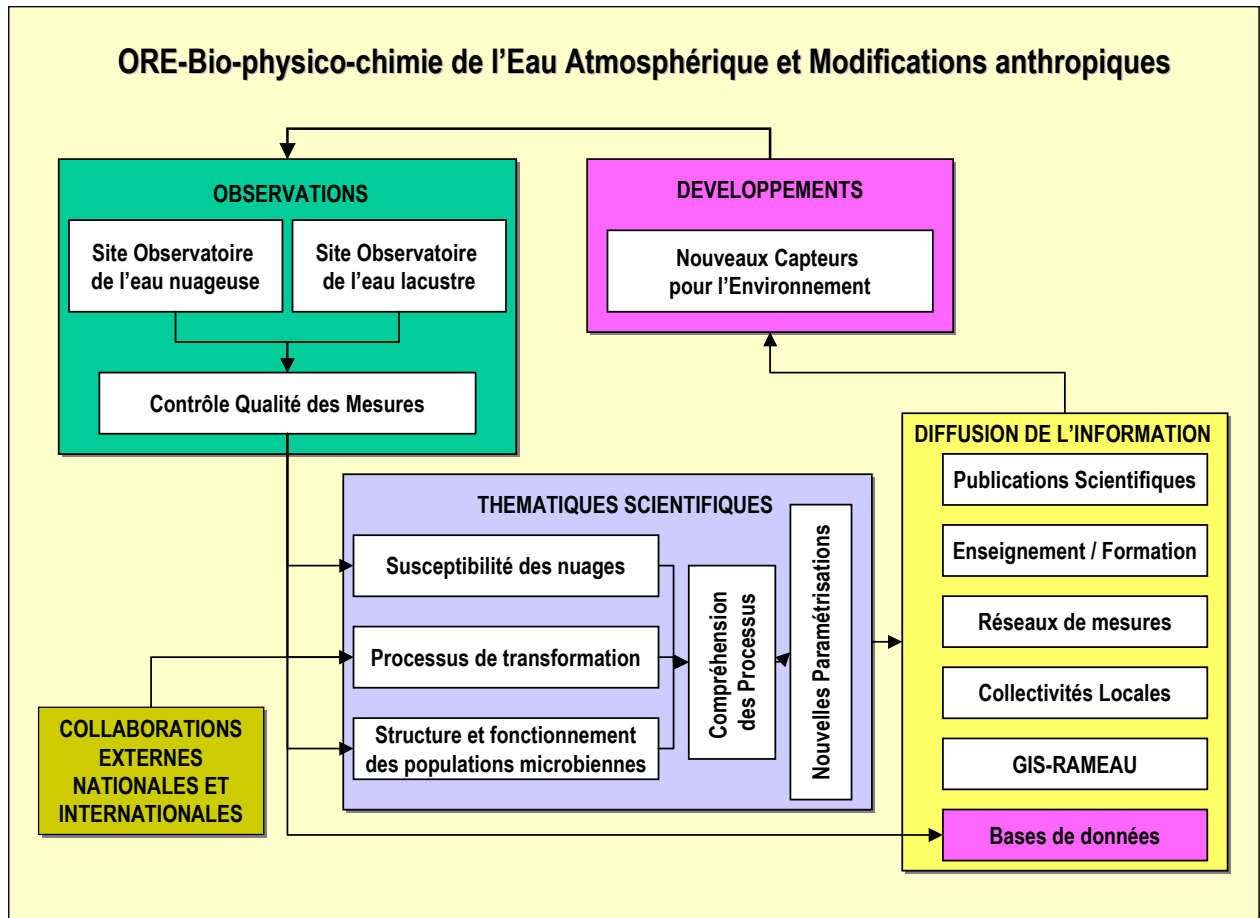 ORE-Bio-physico-chimie de l’Eau Atmosphérique et Modifications anthropiques
OBSERVATIONS
Site Observatoire
de l’eau nuageuse
Site Observatoire
de l’eau lacustre
Contrôle Qualité des Mesures
DEVELOPPEMENTS
Nouveaux Capteurs
pour l’Environnement
THEMATIQUES SCIENTIFIQUES
Susceptibilité des nuages
Processus de transformation
Structure et fonctionnement
des populations microbiennes
Compréhension
des Processus
Nouvelles Paramétrisations
COLLABORATIONS
EXTERNES
NATIONALES ET
INTERNATIONALES
DIFFUSION DE L’INFORMATION
Publications Scientifiques
Enseignement / Formation
Réseaux de mesures
Collectivités Locales
GIS-RAMEAU
Bases de données